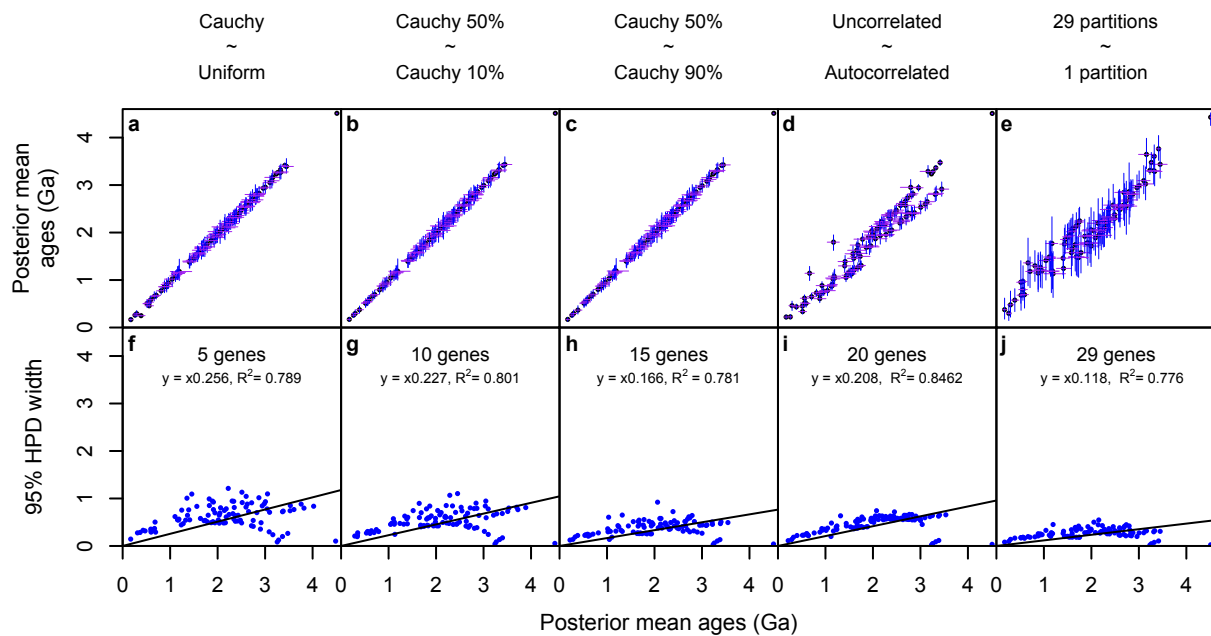 Cauchy
~
Uniform
Cauchy 50%
~
Cauchy 10%
Cauchy 50%
~
Cauchy 90%
Uncorrelated
~
Autocorrelated
29 partitions
~
1 partition
Posterior mean
ages (Ga)
0 1 2 3 4
a
b
c
d
e
95% HPD width
0 1 2 3 4
f 5 genes
y = x0.256, R²= 0.789
g 10 genes
y = x0.227, R²= 0.801
h 15 genes
y = x0.166, R²= 0.781
i 20 genes
y = x0.208, R²= 0.8462
j 29 genes
y = x0.118, R²= 0.776
0 1 2 3 4
0 1 2 3 4
0 1 2 3 4
0 1 2 3 4
0 1 2 3 4
Posterior mean ages (Ga)